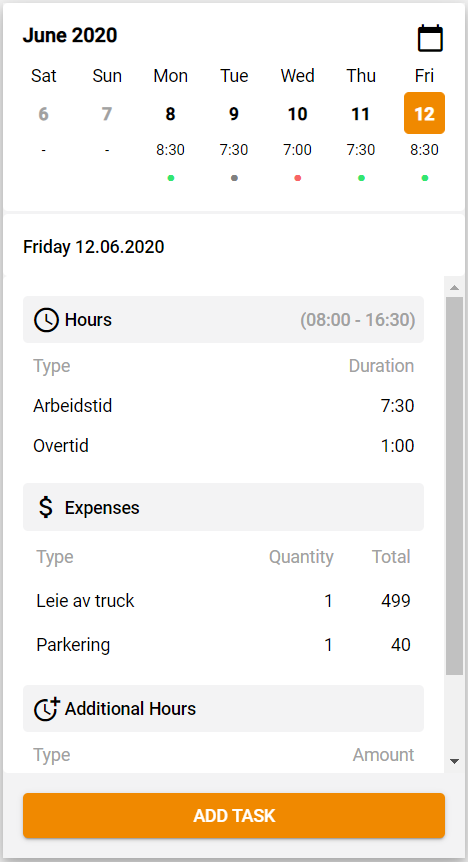 June 2020
Sat Sun Mon Tue Wed Thu Fri
6 7 8 9 10 11 12
- - 8:30 7:30 7:00 7:30 8:30
Friday 12.06.2020
Hours (08:00 - 16:30)
Type Duration
Arbeidstid 7:30
Overtid 1:00
Expenses
Type Quantity Total
Leie av truck 1 499
Parkering 1 40
Additional Hours
Type Amount
ADD TASK